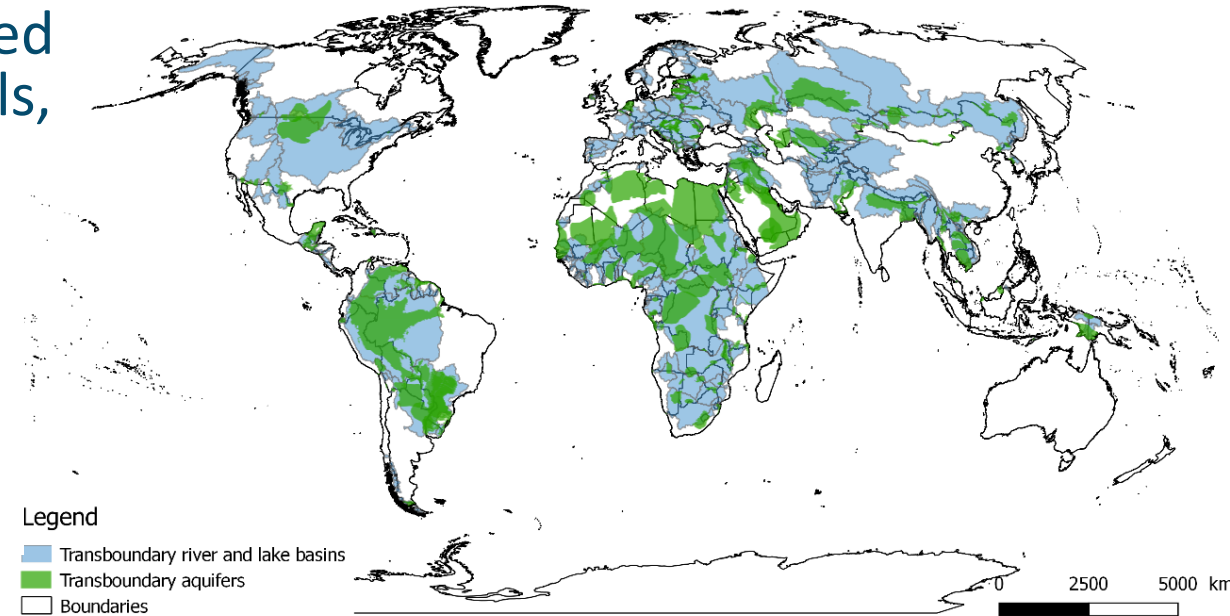 ed
ls,
Legend
Transboundary river and lake basins
Transboundary aquifers
Boundaries
0 2500 5000 km